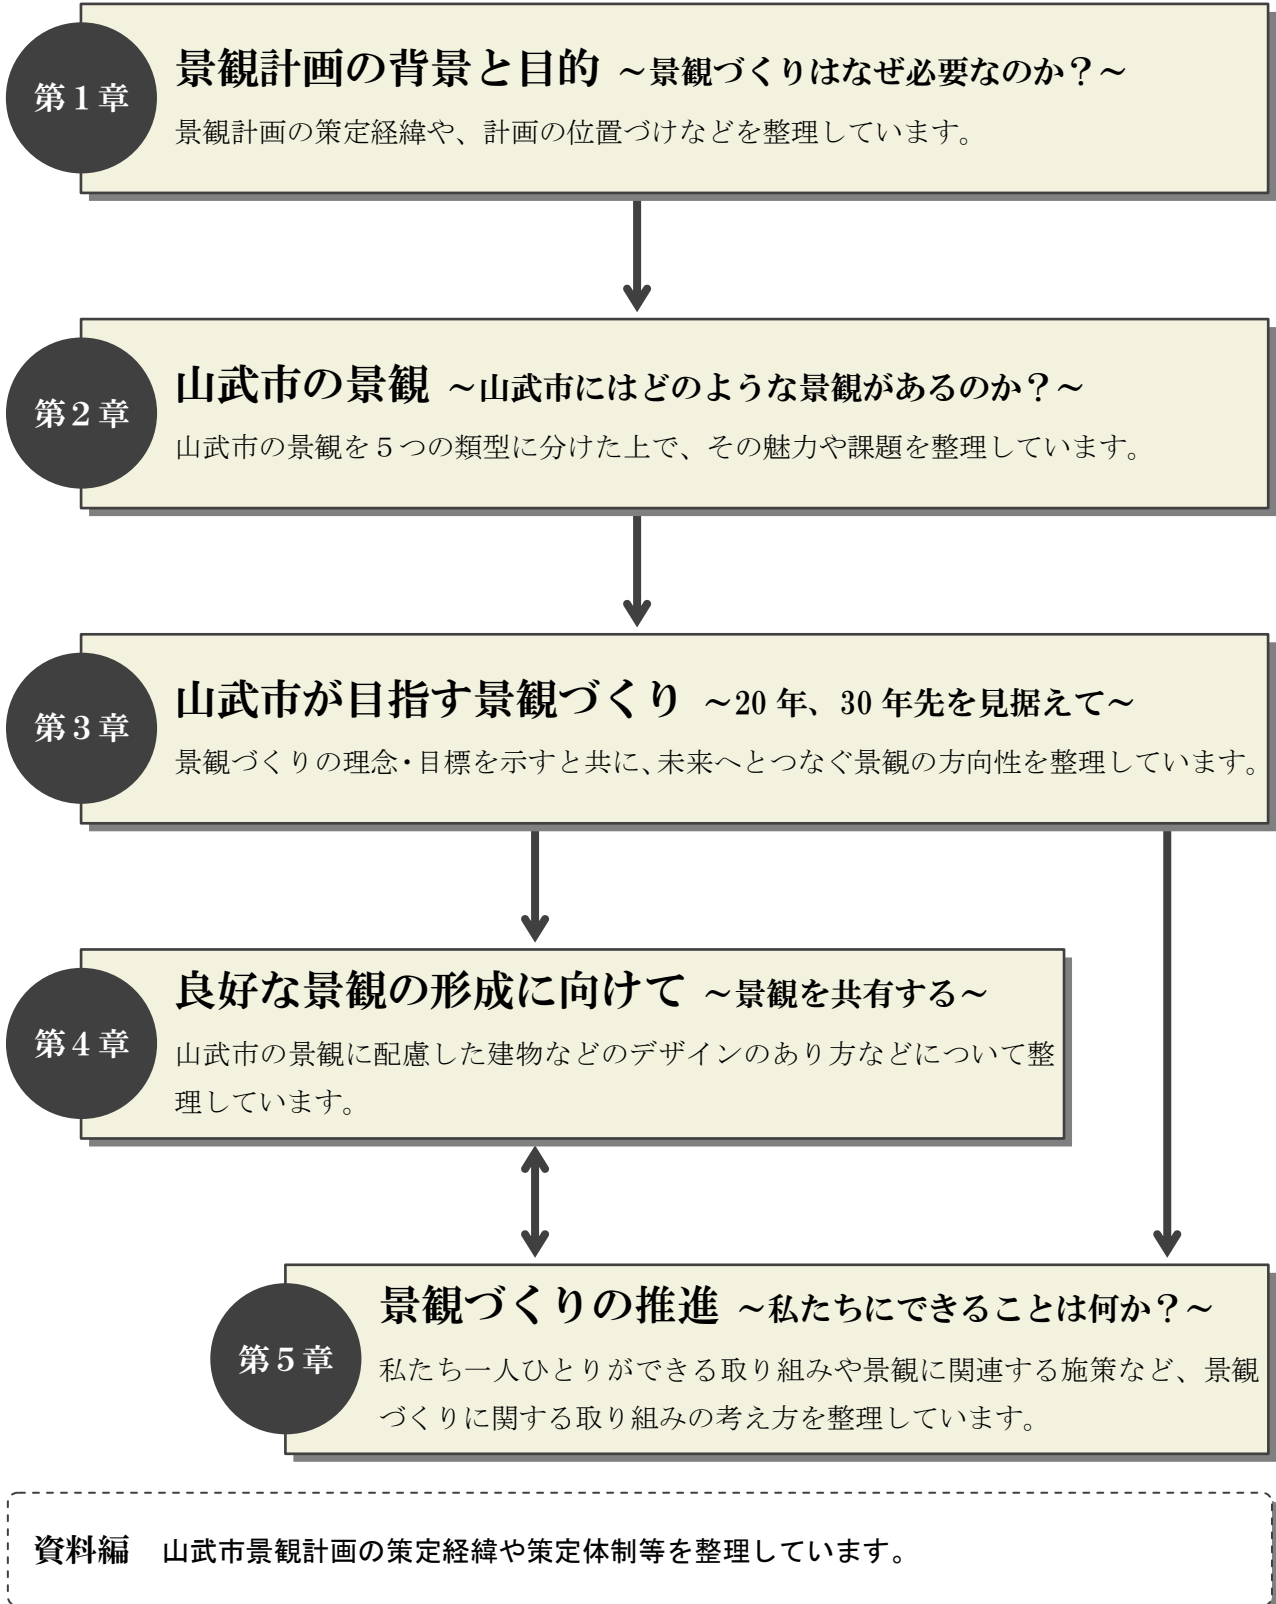 第1章
景観計画の背景と目的 ～景観づくりはなぜ必要なのか？～
景観計画の策定経緯や、計画の位置づけなどを整理しています。
第2章
山武市の景観 ～山武市にはどのような景観があるのか？～
山武市の景観を５つの類型に分けた上で、その魅力や課題を整理しています。
第3章
山武市が目指す景観づくり ～20 年、30 年先を見据えて～
景観づくりの理念・目標を示すと共に、未来へとつなぐ景観の方向性を整理しています。
第4章
良好な景観の形成に向けて ～景観を共有する～
山武市の景観に配慮した建物などのデザインのあり方などについて整
理しています。
第5章
景観づくりの推進 ～私たちにできることは何か？～
私たち一人ひとりができる取り組みや景観に関連する施策など、景観
づくりに関する取り組みの考え方を整理しています。
資料編 山武市景観計画の策定経緯や策定体制等を整理しています。